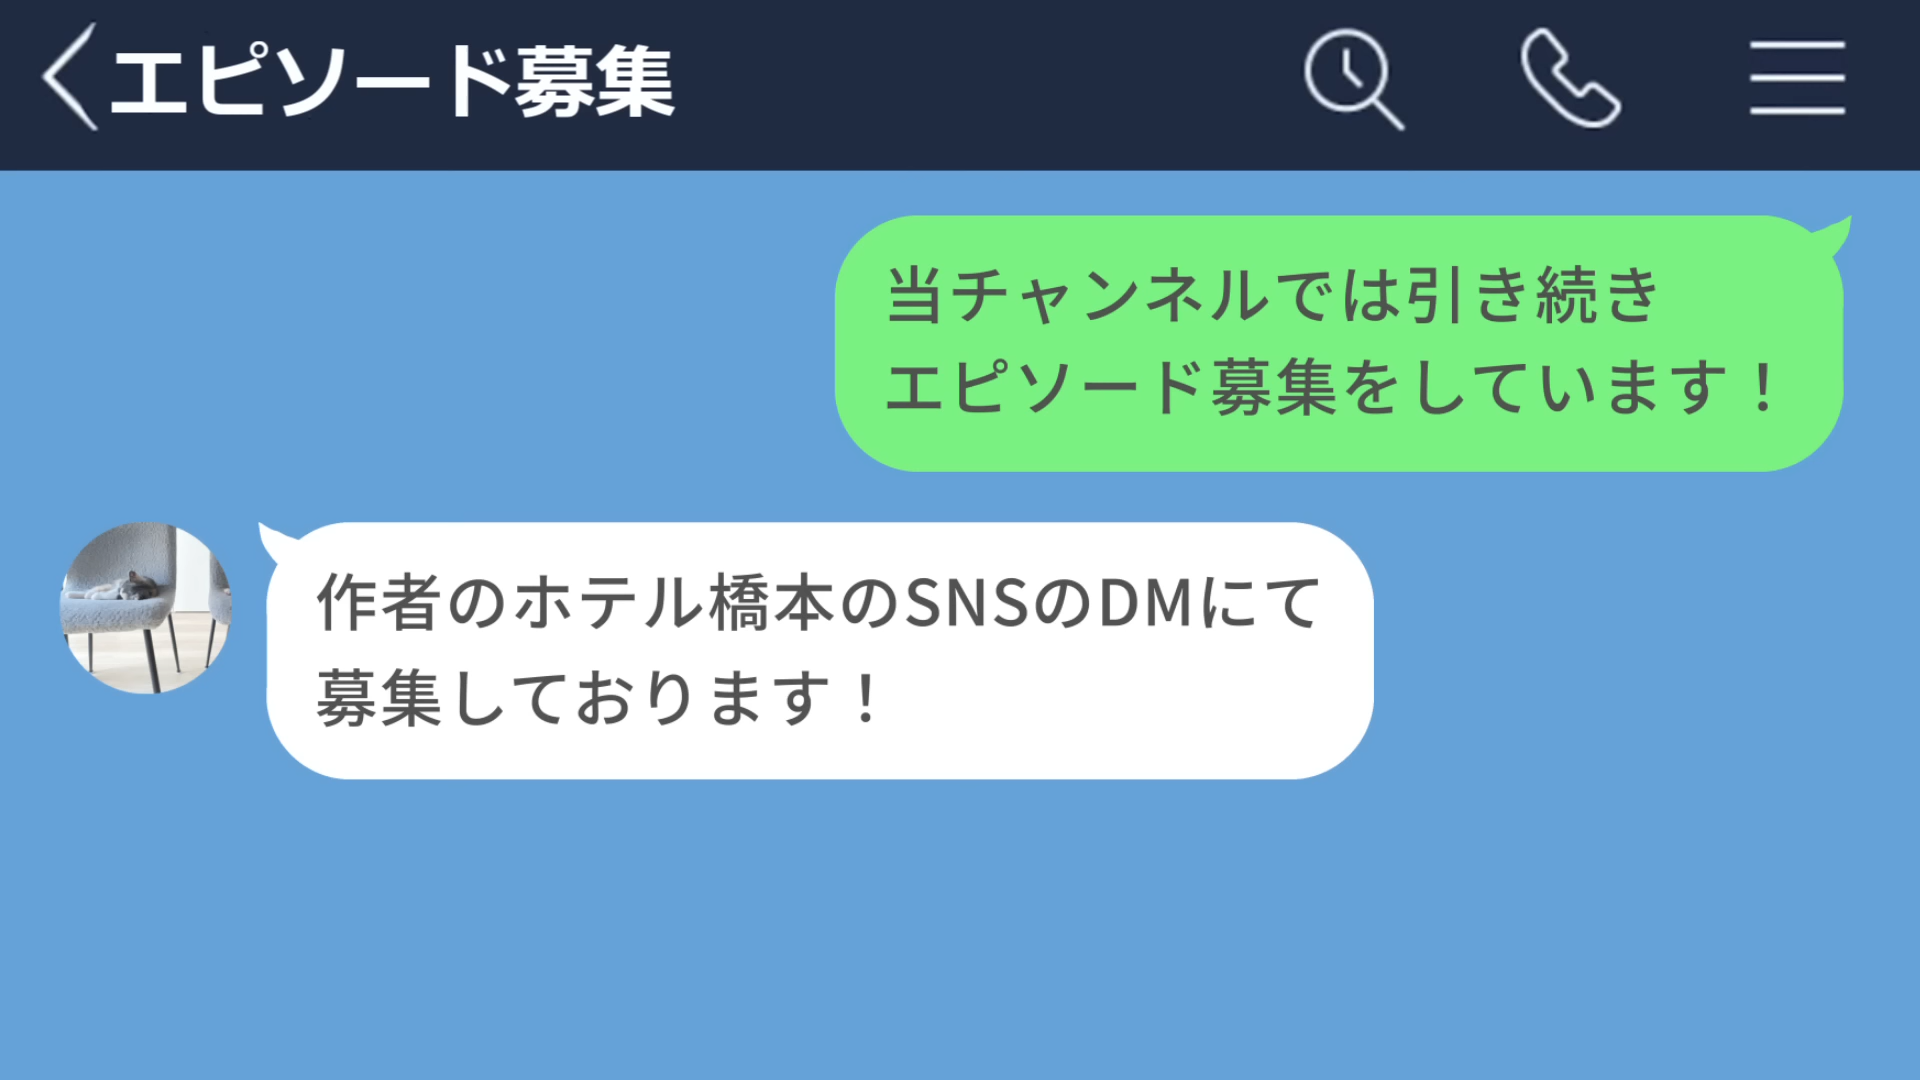 エピソード募集
当チャンネルでは引き続き
エピソード募集をしています！
作者のホテル橋本のSNSのDMにて
募集しております！